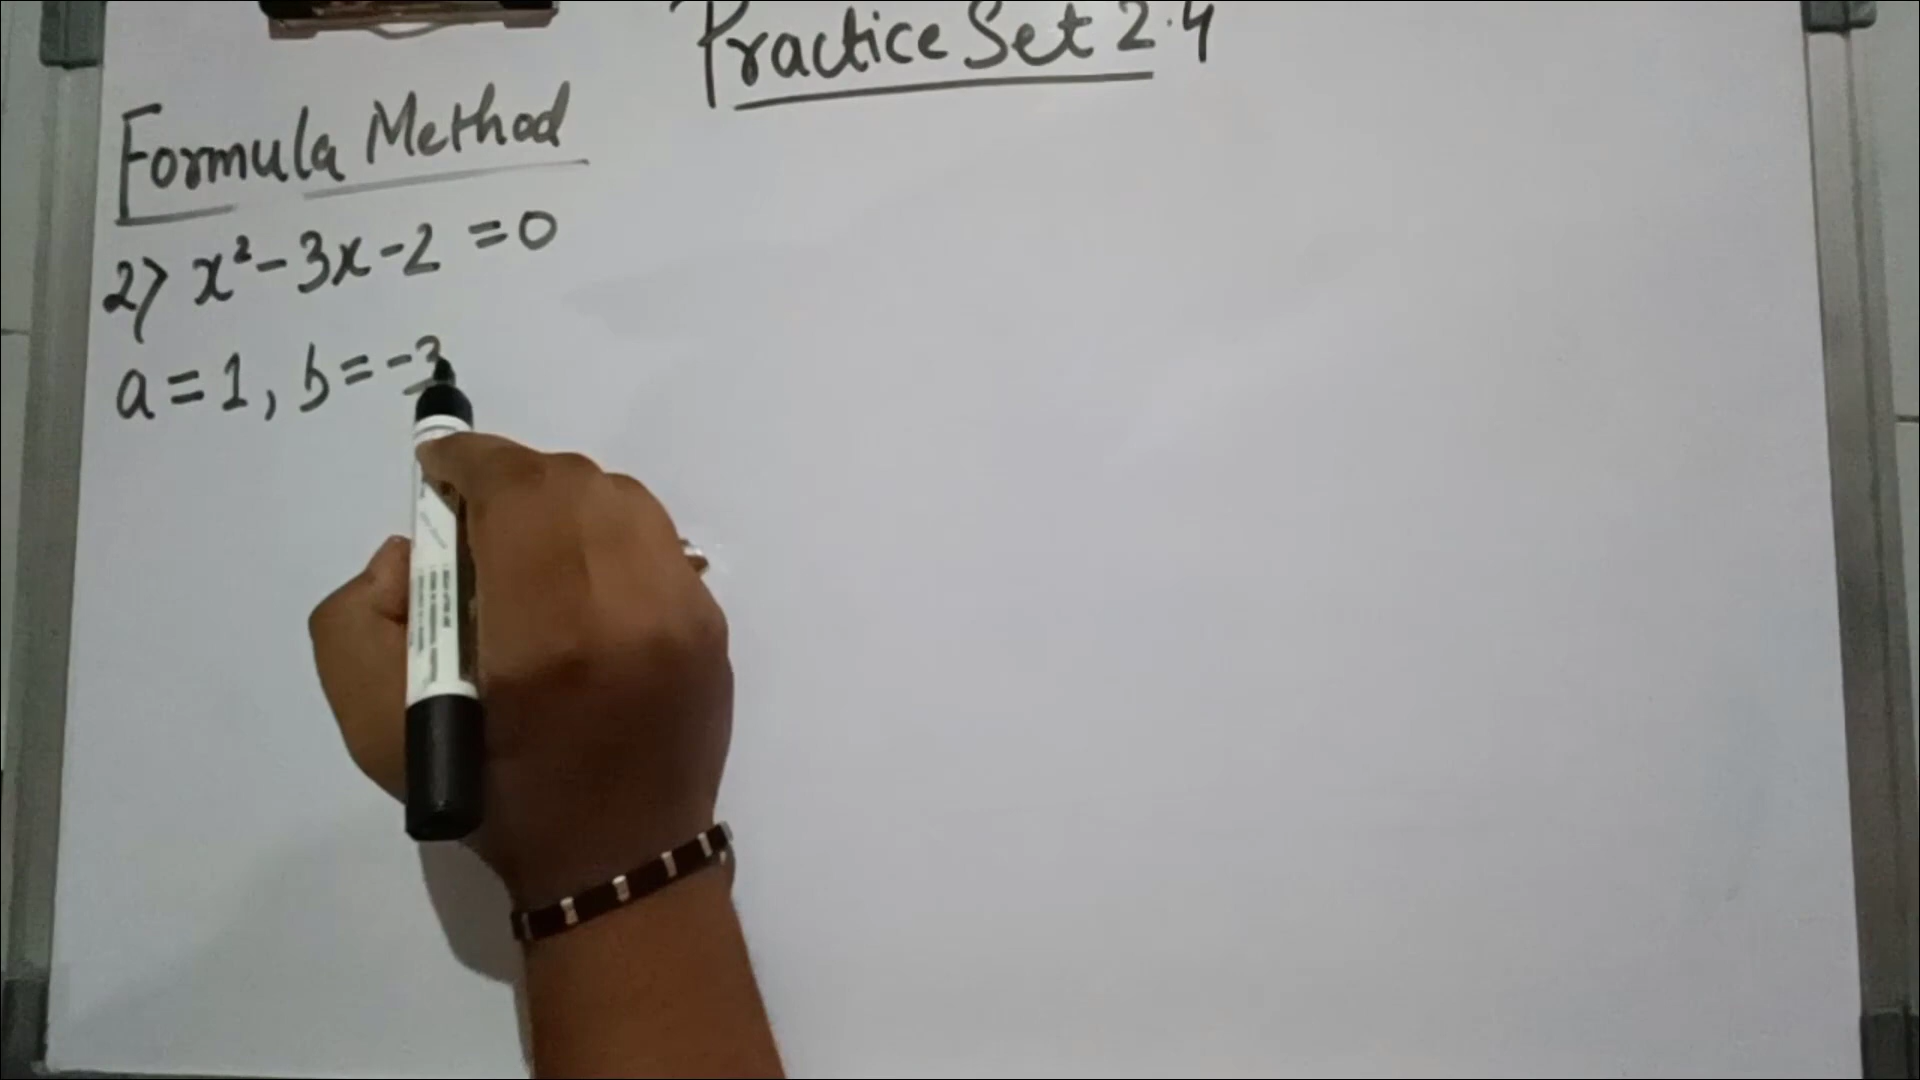 Practice Set 2.4
Formula Method
2) x² - 3x - 2 = 0
a = 1, b = -3